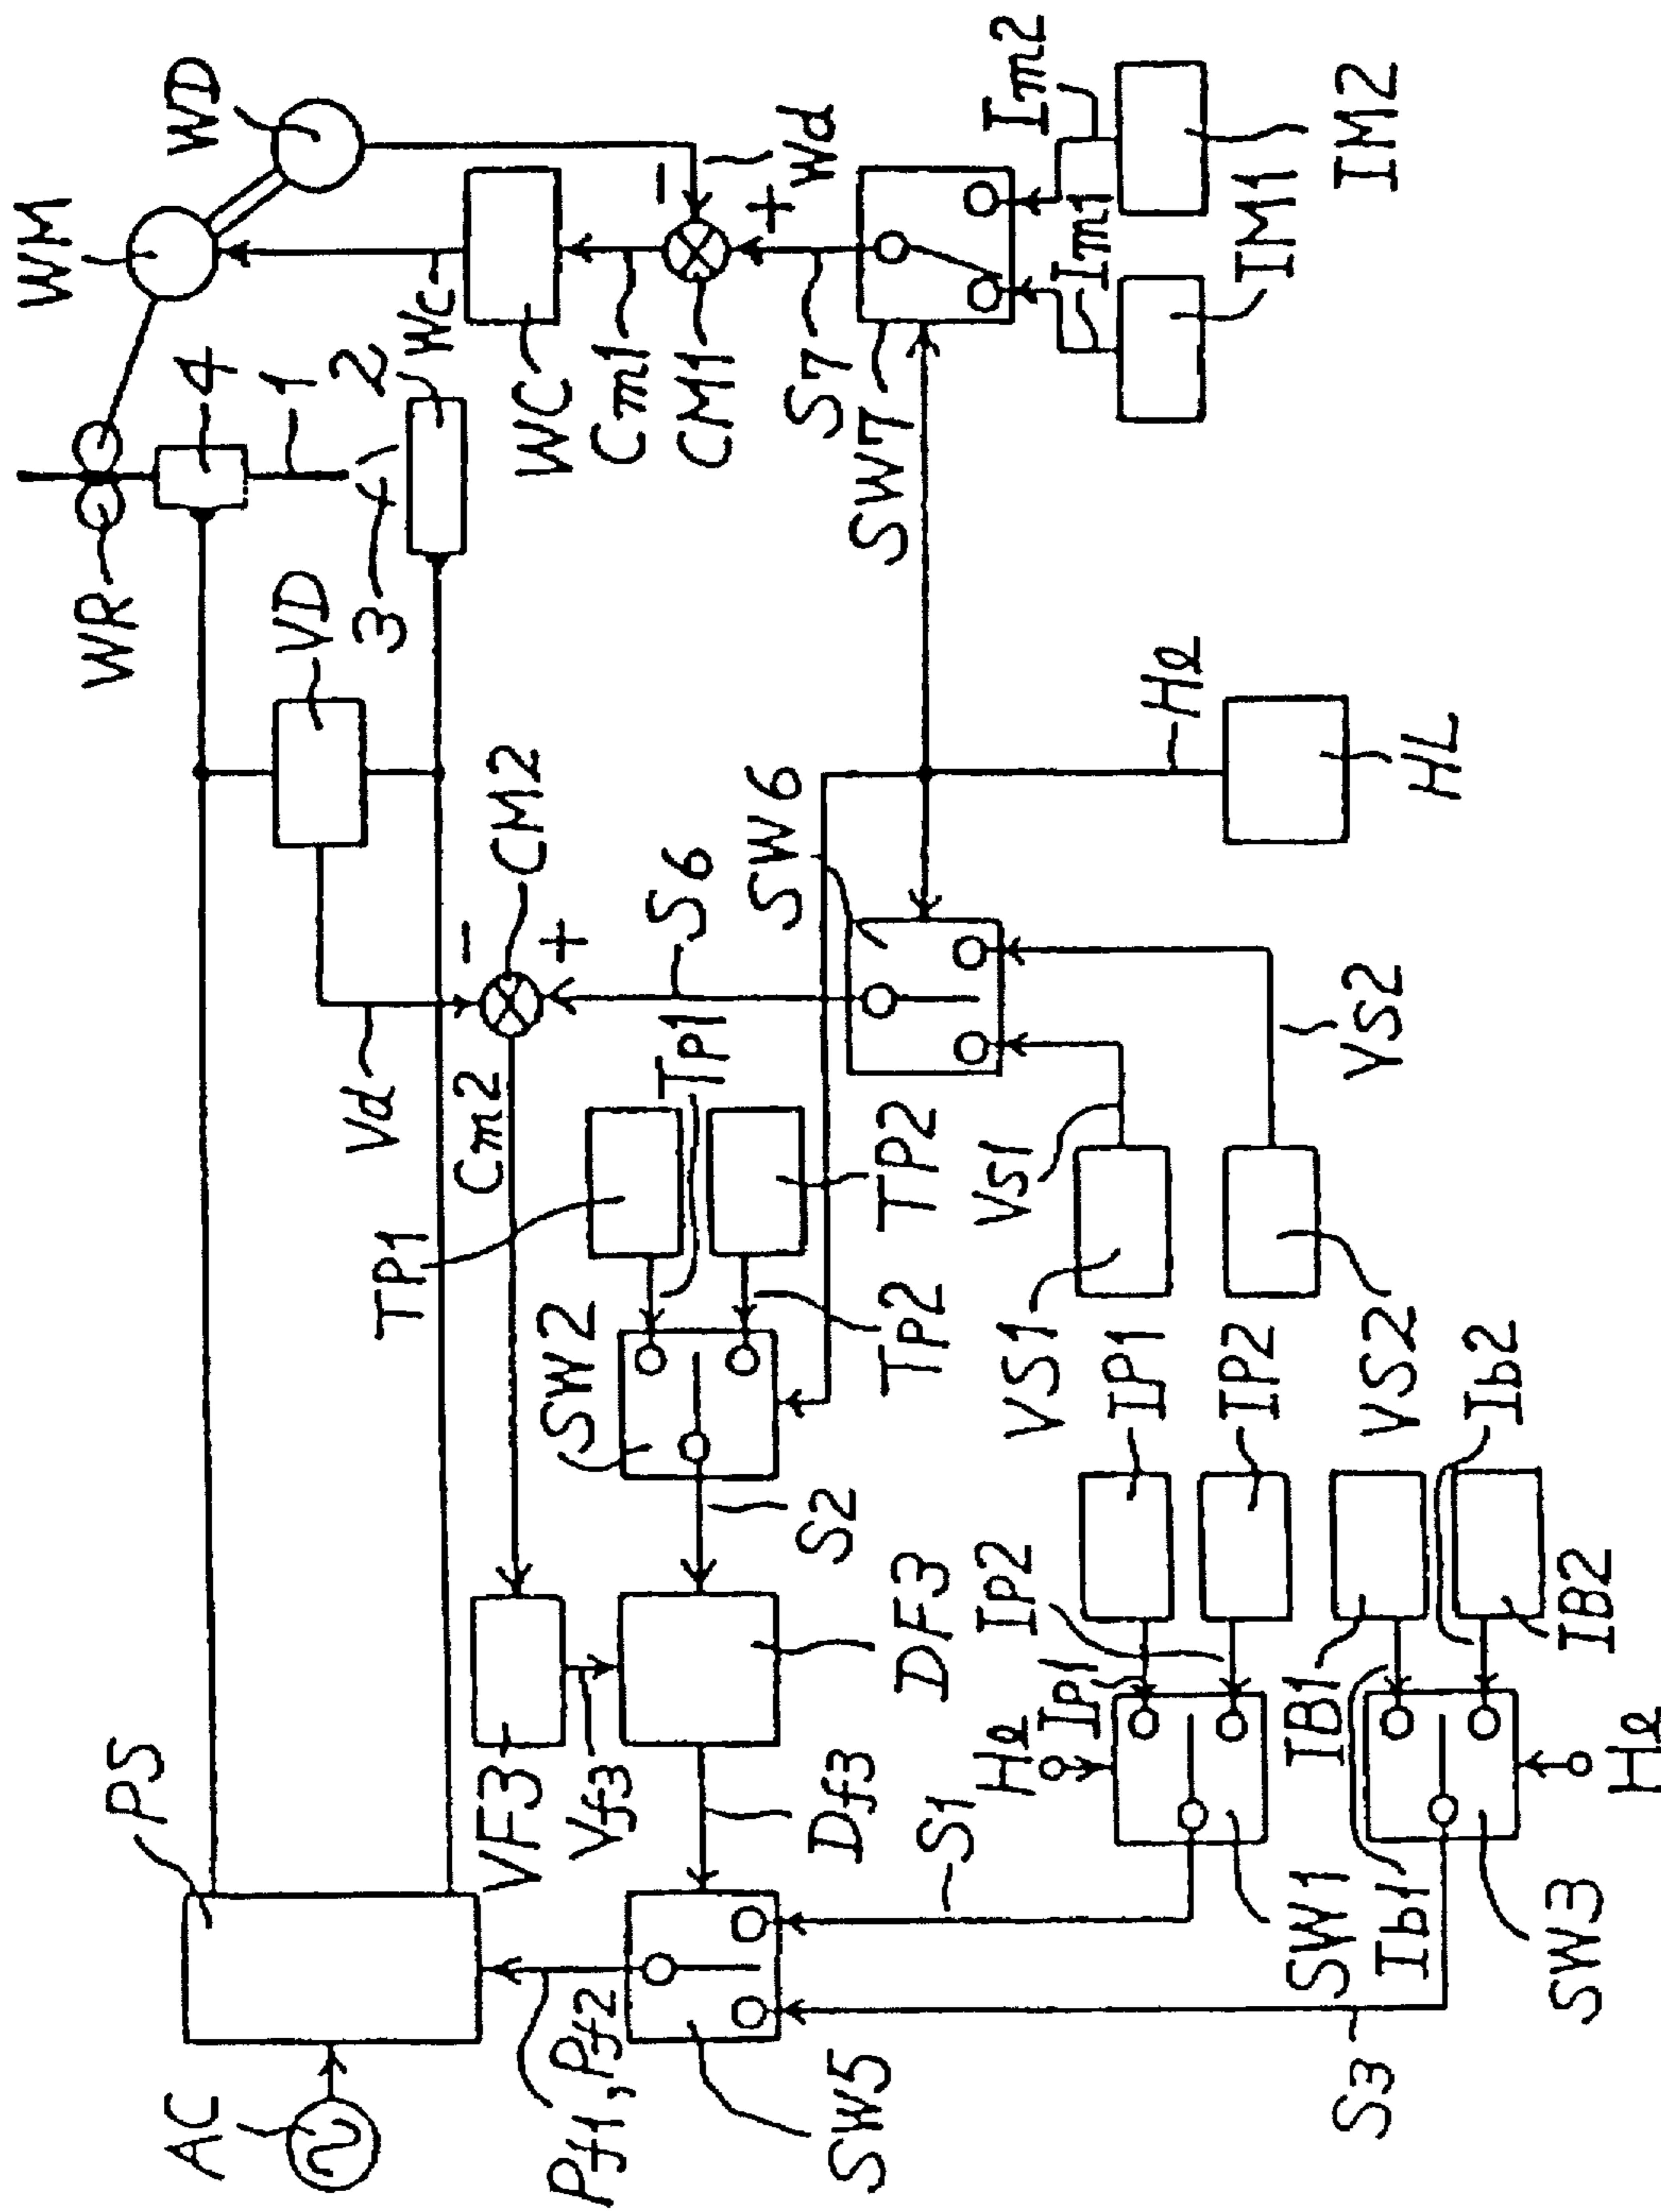 AC
PS
WR
WM
WD
4
1
2
3
Wc
VD
WC
Cm1
CM1
Wd
−
+
S7
SW7
Im2
Im1
IM1
IM2
Vd
CM2
−
+
Cm2
S6
SW6
Hl
HL
Tp1
TP1
TP2
Tp2
SW2
S2
VF3
Vf3
DF3
Df3
Pf1, Pf2
SW5
Vs1
VS1
Vs2
VS2
IP1
IP2
Ip1
Ip2
Hl
S1
SW1
IB1
Ib1
Ib2
IB2
Hl
SW3
S3